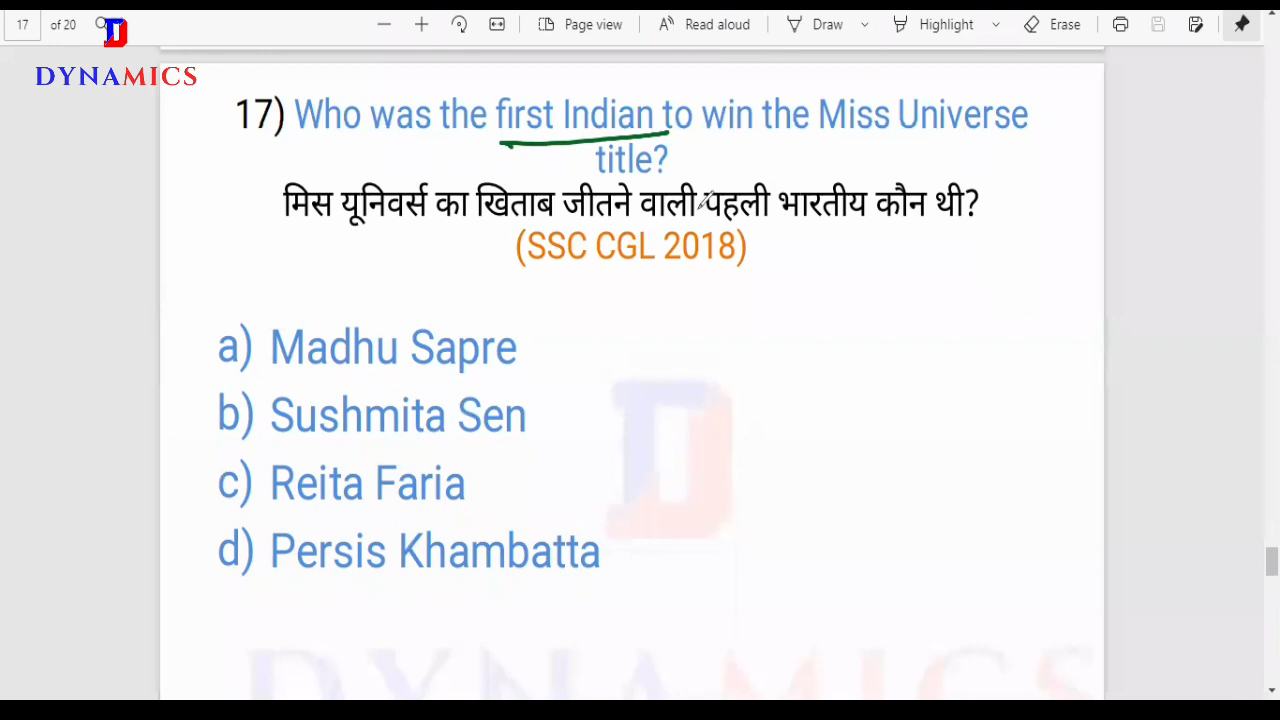 17 of 20 Page view Read aloud Draw Highlight Erase
D
DYNAMICS
17) Who was the first Indian to win the Miss Universe
title?
मिस यूनिवर्स का खिताब जीतने वाली पहली भारतीय कौन थी?
(SSC CGL 2018)
a) Madhu Sapre
b) Sushmita Sen
c) Reita Faria
d) Persis Khambatta
DYNAMICS